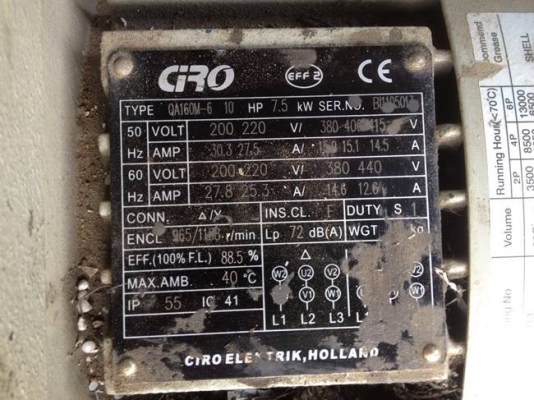 CIRO EFF 2 CE
TYPE QA160M-6 10 HP 7.5 kW SER.NO.
50 VOLT 200 220 V/ 380 400 415 V
Hz AMP 30.3 27.5 A/ 15.9 15.1 14.5 A
60 VOLT 200 220 V/ 380 440 V
Hz AMP 27.8 25.3 A/ 14.6 12.6 A
CONN. △/Y INS.CL. F DUTY S 1
ENCL r/min Lp 72 dB(A) WGT
EFF.(100% F.L.) 88.5 % △
MAX.AMB. 40 °C W2 U2 V2
IP 55 IC 41 U1 V1 W1
L1 L2 L3 L1
CIRO ELEKTRIK,HOLLAND
Grease SHELL
Running Hour(<70°C) 2P 4P 6P
3500 8500 13000
Volume